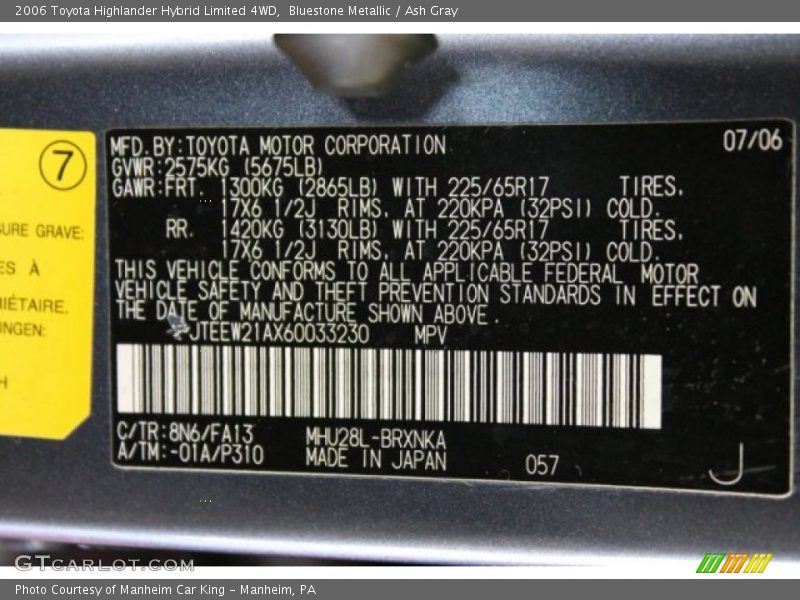 2006 Toyota Highlander Hybrid Limited 4WD, Bluestone Metallic / Ash Gray
7
URE GRAVE:
ES À
IÉTAIRE.
NGEN:
H
07/06
MFD.BY:TOYOTA MOTOR CORPORATION
GVWR:2575KG (5675LB)
GAWR:FRT. 1300KG (2865LB) WITH 225/65R17 TIRES.
17X6 1/2J RIMS. AT 220KPA (32PSI) COLD.
RR. 1420KG (3130LB) WITH 225/65R17 TIRES.
17X6 1/2J RIMS. AT 220KPA (32PSI) COLD.
THIS VEHICLE CONFORMS TO ALL APPLICABLE FEDERAL MOTOR
VEHICLE SAFETY AND THEFT PREVENTION STANDARDS IN EFFECT ON
THE DATE OF MANUFACTURE SHOWN ABOVE.
JTEEW21AX60033230 MPV
C/TR:8N6/FA13 MHU28L-BRXNKA
A/TM:-01A/P310 MADE IN JAPAN 057
J
GTCARLOT.COM
Photo Courtesy of Manheim Car King - Manheim, PA